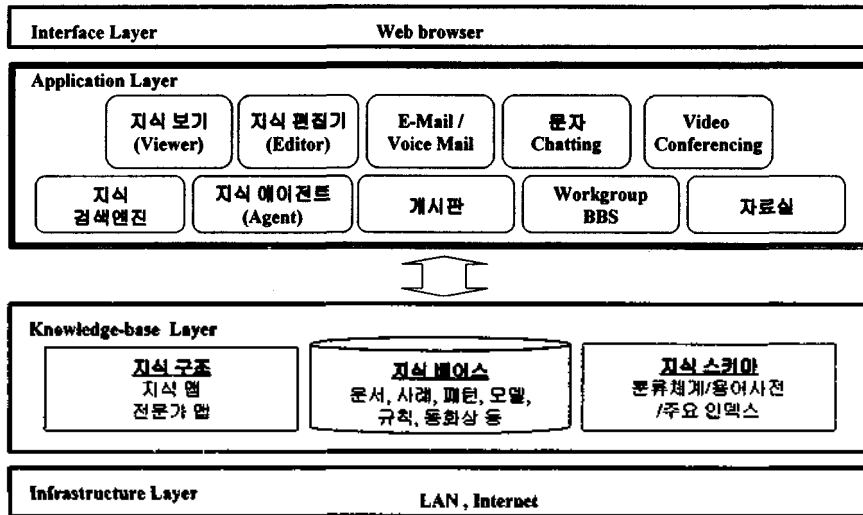 Interface Layer Web browser
Application Layer
지식 보기
(Viewer)
지식 편집기
(Editor)
E-Mail /
Voice Mail
문자
Chatting
Video
Conferencing
지식
검색엔진
지식 에이전트
(Agent)
게시판
Workgroup
BBS
자료실
Knowledge-base Layer
지식 구조
지식 맵
전문가 맵
지식 베이스
문서, 사례, 패턴, 모델,
규칙, 동화상 등
지식 스키마
분류체계/용어사전
/주요 인덱스
Infrastructure Layer LAN , Internet